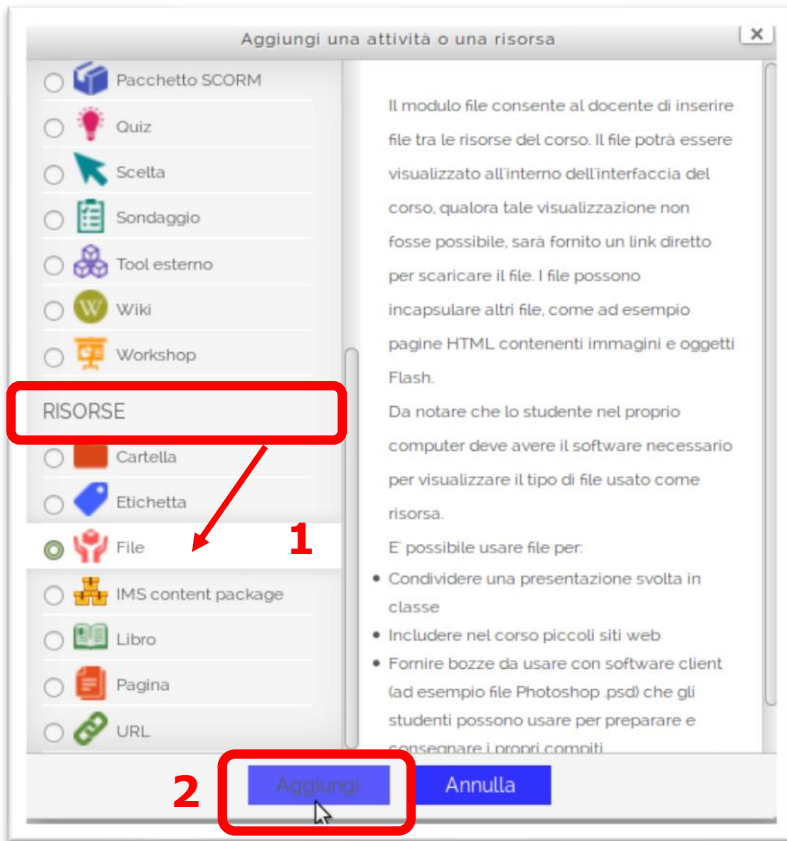 Aggiungi una attività o una risorsa
x
Pacchetto SCORM
Quiz
Scelta
Sondaggio
Tool esterno
W
Wiki
Workshop
RISORSE
Cartella
Etichetta
File
IMS content package
Libro
Pagina
URL
1
Il modulo file consente al docente di inserire
file tra le risorse del corso. Il file potrà essere
visualizzato all'interno dell'interfaccia del
corso, qualora tale visualizzazione non
fosse possibile, sarà fornito un link diretto
per scaricare il file. I file possono
incapsulare altri file, come ad esempio
pagine HTML contenenti immagini e oggetti
Flash.
Da notare che lo studente nel proprio
computer deve avere il software necessario
per visualizzare il tipo di file usato come
risorsa.
E' possibile usare file per:
• Condividere una presentazione svolta in
classe
• Includere nel corso piccoli siti web
• Fornire bozze da usare con software client
(ad esempio file Photoshop .psd) che gli
studenti possono usare per preparare e
consegnare i propri compiti
2
Aggiungi
Annulla